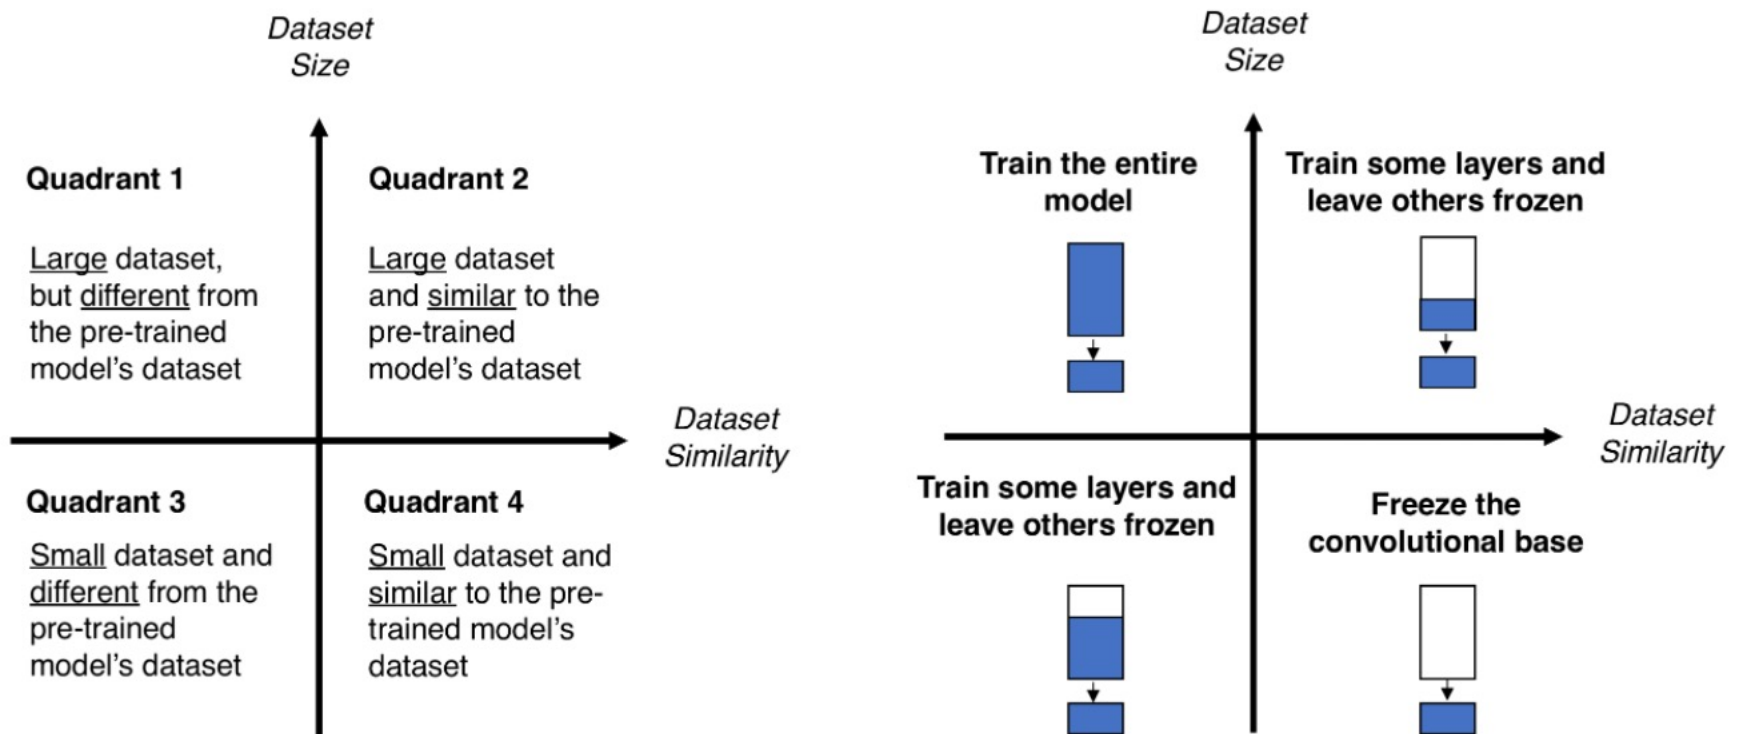 Dataset
Size
Quadrant 1
Large dataset,
but different from
the pre-trained
model's dataset
Quadrant 2
Large dataset
and similar to the
pre-trained
model's dataset
Dataset
Similarity
Quadrant 3
Small dataset and
different from the
pre-trained
model's dataset
Quadrant 4
Small dataset and
similar to the pre-
trained model's
dataset
Dataset
Size
Train the entire
model
Train some layers and
leave others frozen
Dataset
Similarity
Train some layers and
leave others frozen
Freeze the
convolutional base